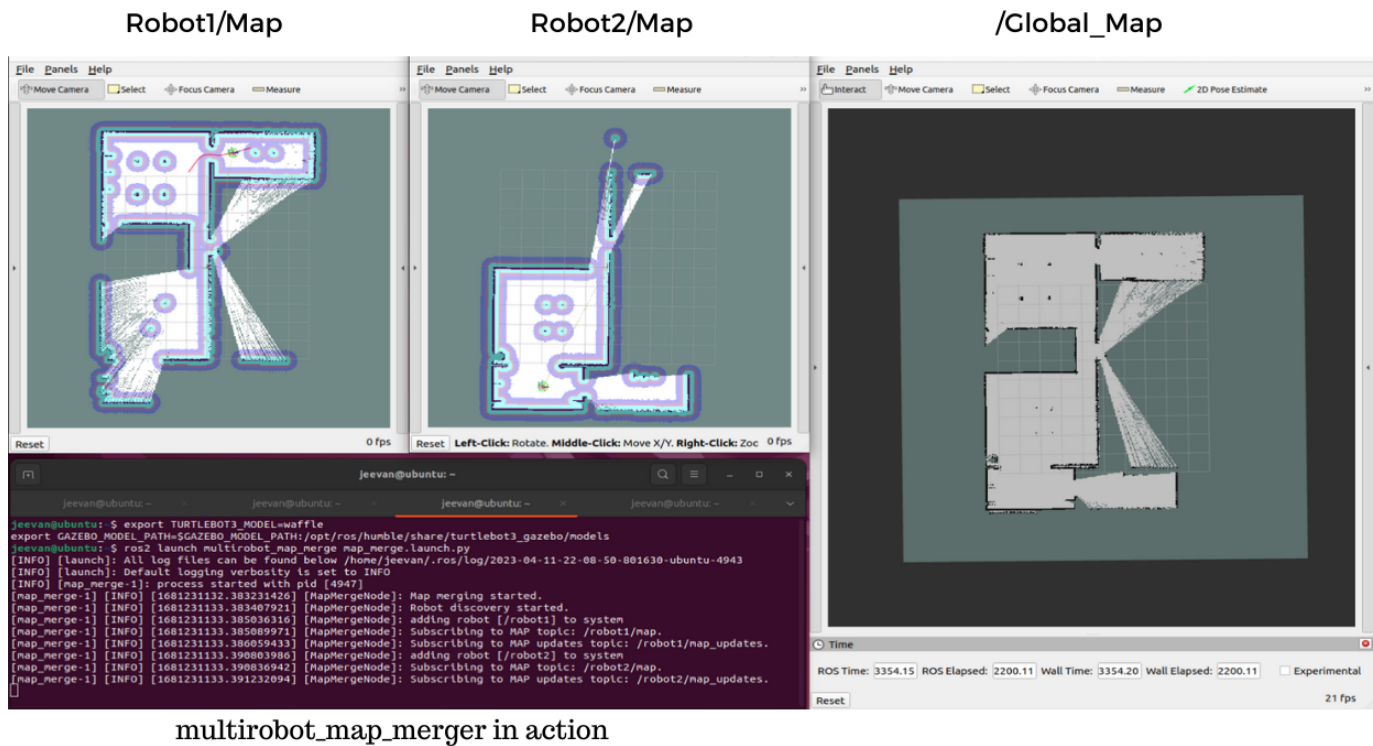 Robot1/Map
Robot2/Map
/Global_Map
File Panels Help
Move Camera Select Focus Camera Measure »
File Panels Help
Move Camera Select Focus Camera Measure »
File Panels Help
Interact Move Camera Select Focus Camera Measure 2D Pose Estimate »
Reset 0 fps
Reset Left-Click: Rotate. Middle-Click: Move X/Y. Right-Click: Zoc 0 fps
jeevan@ubuntu: ~
jeevan@ubuntu: ~ × jeevan@ubuntu: ~ × jeevan@ubuntu: ~ × jeevan@ubuntu: ~ ×
jeevan@ubuntu:~$ export TURTLEBOT3_MODEL=waffle
export GAZEBO_MODEL_PATH=$GAZEBO_MODEL_PATH:/opt/ros/humble/share/turtlebot3_gazebo/models
jeevan@ubuntu:~$ ros2 launch multirobot_map_merge map_merge.launch.py
[INFO] [launch]: All log files can be found below /home/jeevan/.ros/log/2023-04-11-22-08-50-801630-ubuntu-4943
[INFO] [launch]: Default logging verbosity is set to INFO
[INFO] [map_merge-1]: process started with pid [4947]
[map_merge-1] [INFO] [1681231132.383231426] [MapMergeNode]: Map merging started.
[map_merge-1] [INFO] [1681231133.383407921] [MapMergeNode]: Robot discovery started.
[map_merge-1] [INFO] [1681231133.385036316] [MapMergeNode]: adding robot [/robot1] to system
[map_merge-1] [INFO] [1681231133.385089971] [MapMergeNode]: Subscribing to MAP topic: /robot1/map.
[map_merge-1] [INFO] [1681231133.386059433] [MapMergeNode]: Subscribing to MAP updates topic: /robot1/map_updates.
[map_merge-1] [INFO] [1681231133.390803986] [MapMergeNode]: adding robot [/robot2] to system
[map_merge-1] [INFO] [1681231133.390836942] [MapMergeNode]: Subscribing to MAP topic: /robot2/map.
[map_merge-1] [INFO] [1681231133.391232094] [MapMergeNode]: Subscribing to MAP updates topic: /robot2/map_updates.
Time
ROS Time: 3354.15 ROS Elapsed: 2200.11 Wall Time: 3354.20 Wall Elapsed: 2200.11 Experimental
Reset 21 fps
multirobot_map_merger in action